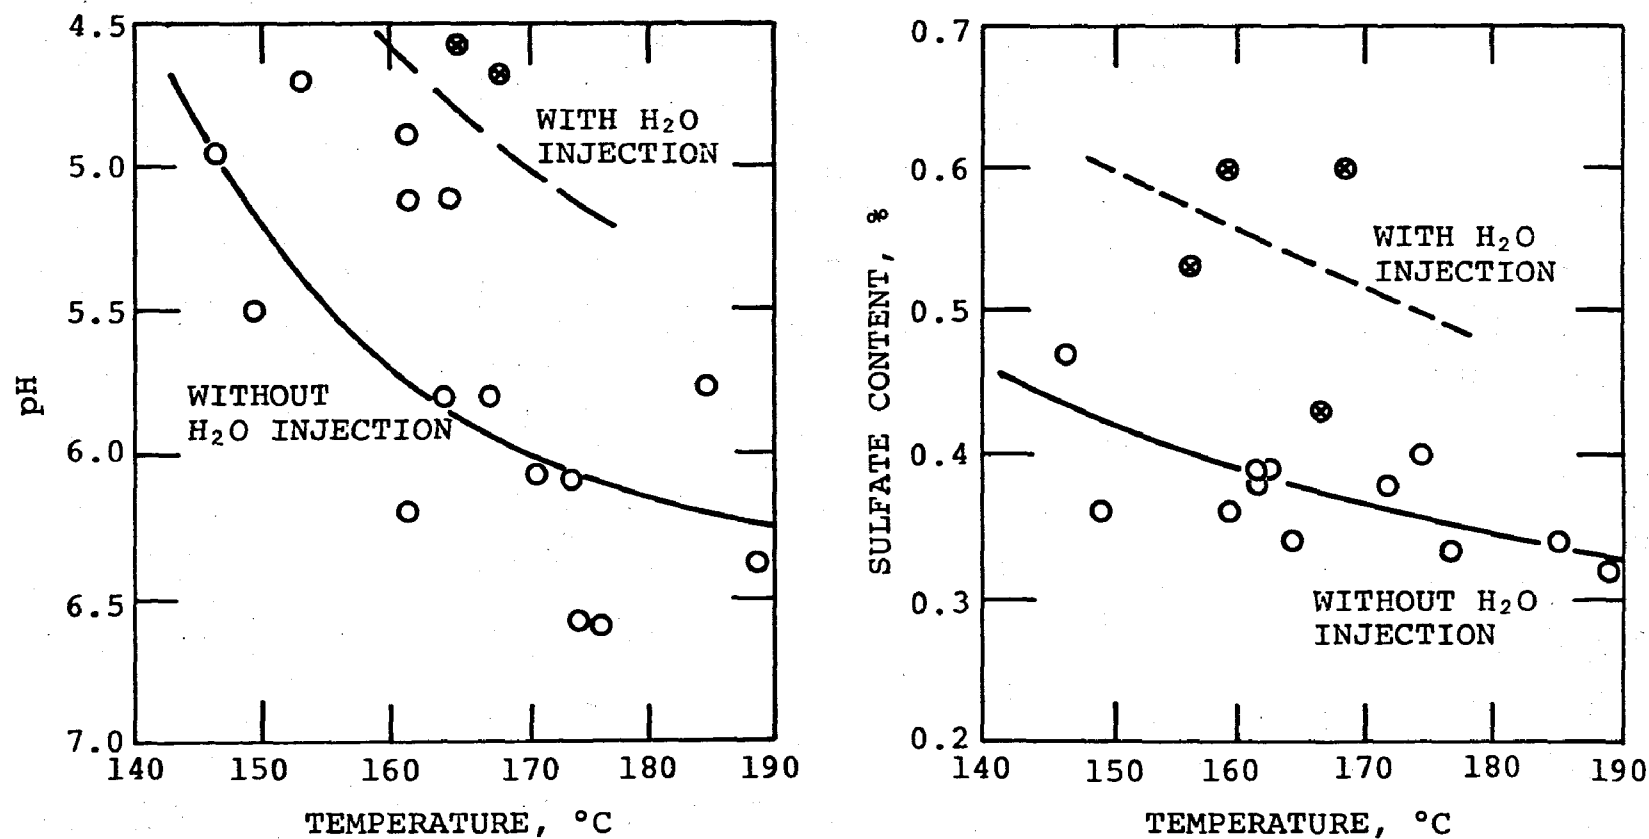 4.5
5.0
5.5
6.0
6.5
7.0
pH
140 150 160 170 180 190
TEMPERATURE, °C
WITH H₂O
INJECTION
WITHOUT
H₂O INJECTION
0.7
0.6
0.5
0.4
0.3
0.2
SULFATE CONTENT, %
140 150 160 170 180 190
TEMPERATURE, °C
WITH H₂O
INJECTION
WITHOUT H₂O
INJECTION